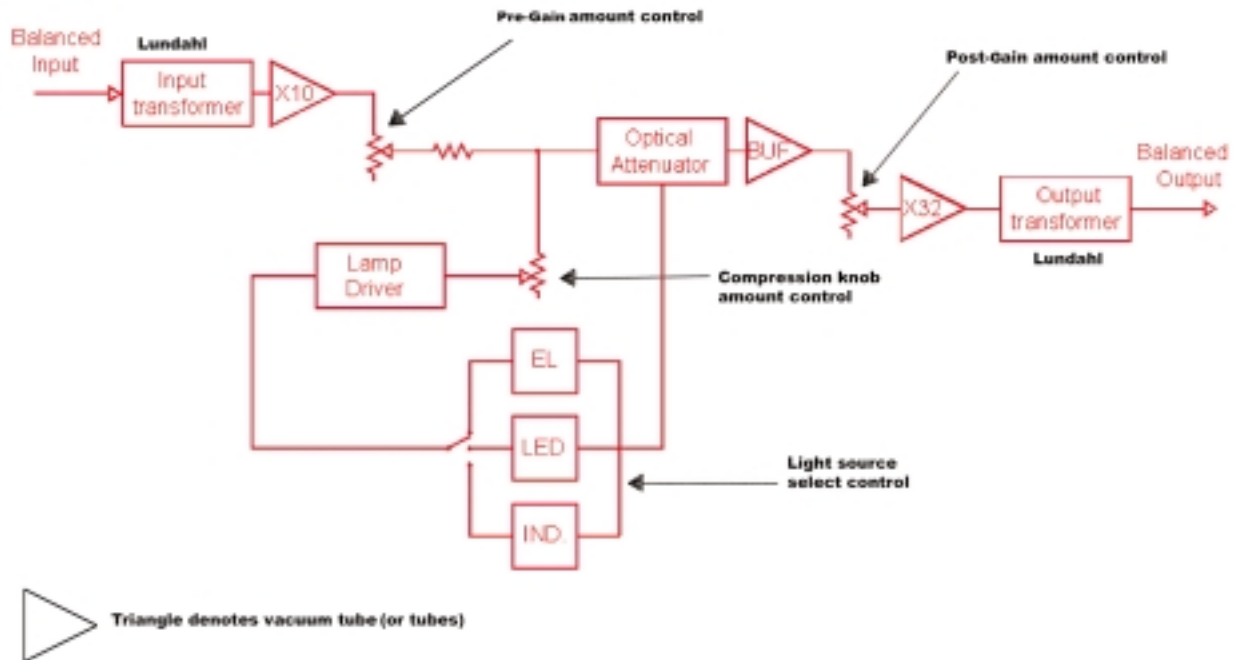 Pre-Gain amount control
Balanced
Input
Lundahl
Input
transformer
X10
Post-Gain amount control
Optical
Attenuator
BUF
Balanced
Output
X32
Output
transformer
Lundahl
Lamp
Driver
Compression knob
amount control
EL
LED
Light source
select control
IND.
Triangle denotes vacuum tube (or tubes)